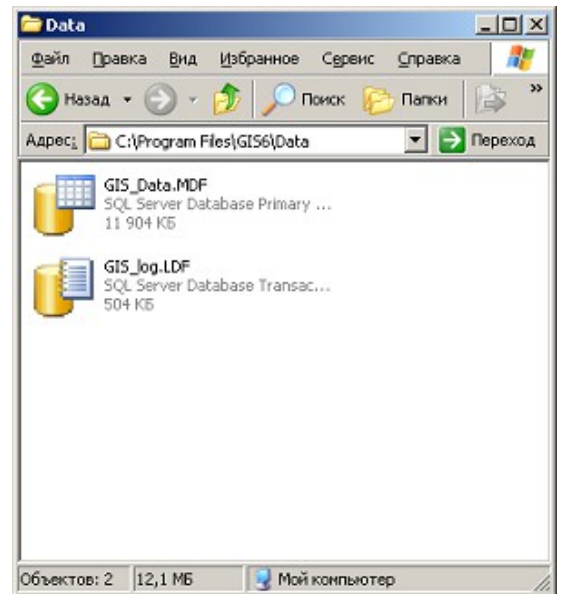 Data
Файл Правка Вид Избранное Сервис Справка
Назад Поиск Папки »
Адрес: C:\Program Files\GIS6\Data Переход
GIS_Data.MDF
SQL Server Database Primary ...
11 904 КБ
GIS_log.LDF
SQL Server Database Transac...
504 КБ
Объектов: 2 12,1 МБ Мой компьютер